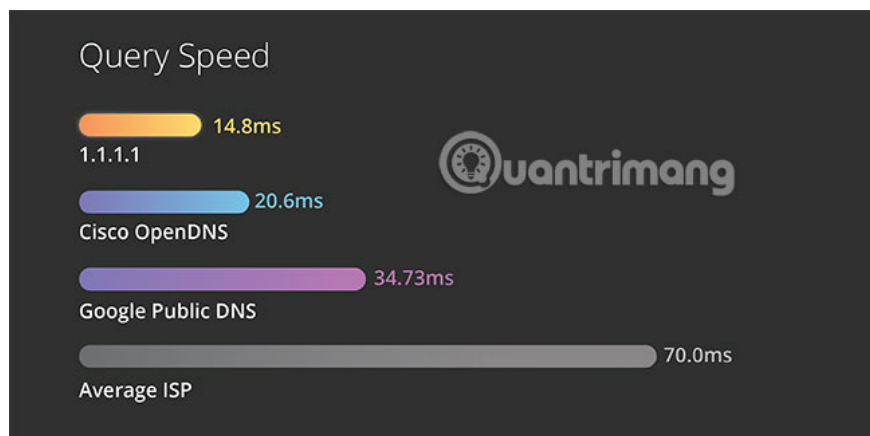 Query Speed
14.8ms
1.1.1.1
Quantrimang
20.6ms
Cisco OpenDNS
34.73ms
Google Public DNS
70.0ms
Average ISP